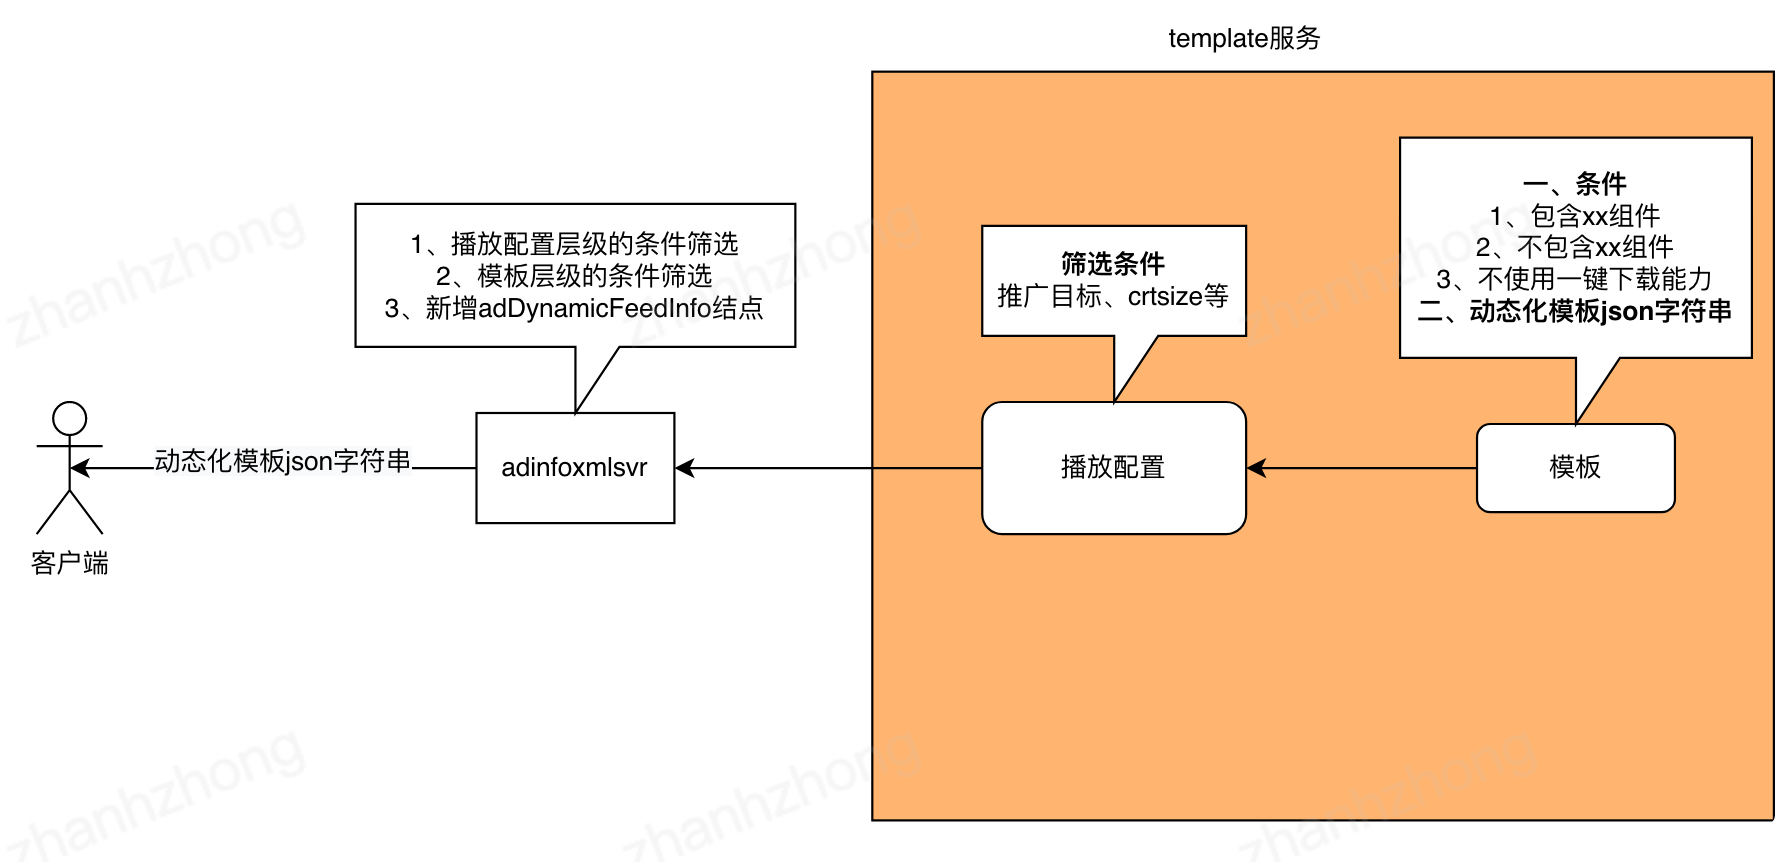 template服务
一、条件
1、包含xx组件
2、不包含xx组件
3、不使用一键下载能力
二、动态化模板json字符串
1、播放配置层级的条件筛选
2、模板层级的条件筛选
3、新增adDynamicFeedInfo结点
筛选条件
推广目标、crtsize等
动态化模板json字符串
adinfoxmlsvr
播放配置
模板
客户端
zhanhzhong
zhanhzhong
zhanhzhong
zhanhzhong
zhanhzhong
zhanhzhong